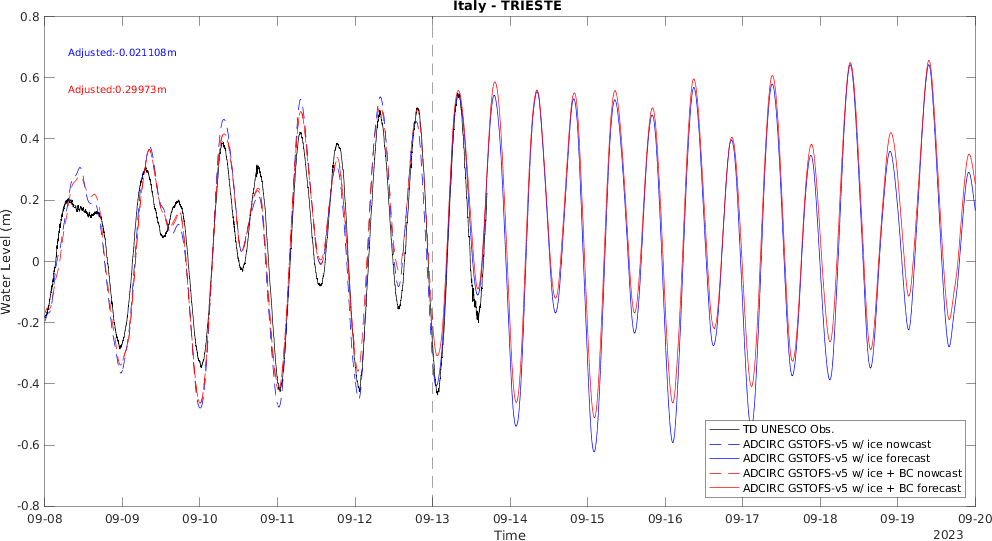 Italy - TRIESTE
Adjusted:-0.021108m
Adjusted:0.29973m
Water Level (m)
0.8
0.6
0.4
0.2
0
-0.2
-0.4
-0.6
-0.8
TD UNESCO Obs.
ADCIRC GSTOFS-v5 w/ ice nowcast
ADCIRC GSTOFS-v5 w/ ice forecast
ADCIRC GSTOFS-v5 w/ ice + BC nowcast
ADCIRC GSTOFS-v5 w/ ice + BC forecast
09-08 09-09 09-10 09-11 09-12 09-13 09-14 09-15 09-16 09-17 09-18 09-19 09-20
Time
2023